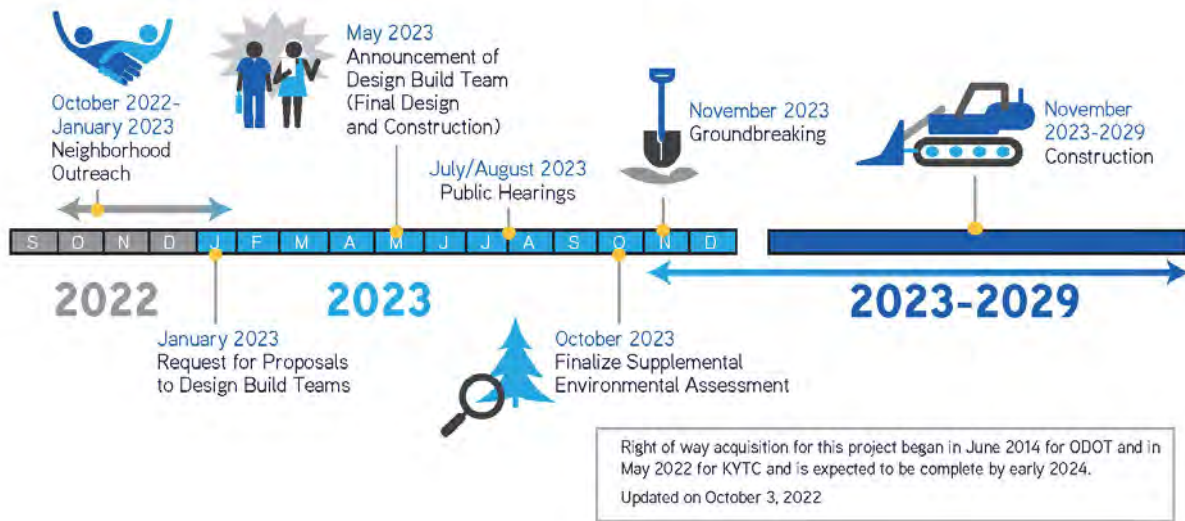 October 2022-
January 2023
Neighborhood
Outreach
May 2023
Announcement of
Design Build Team
(Final Design
and Construction)
July/August 2023
Public Hearings
November 2023
Groundbreaking
November
2023-2029
Construction
S O N D J F M A M J J A S O N D
2022
2023
2023-2029
January 2023
Request for Proposals
to Design Build Teams
October 2023
Finalize Supplemental
Environmental Assessment
Right of way acquisition for this project began in June 2014 for ODOT and in
May 2022 for KYTC and is expected to be complete by early 2024.
Updated on October 3, 2022